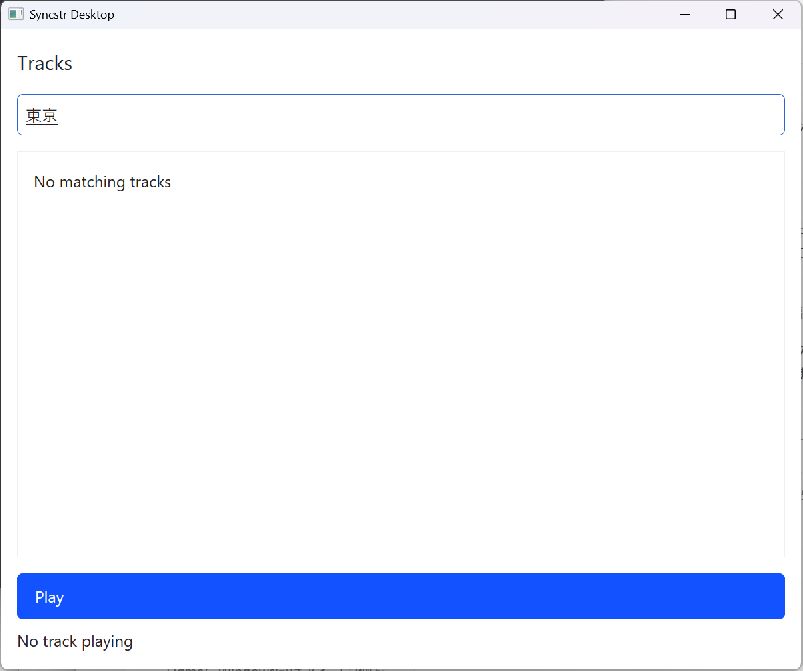 Syncstr Desktop
Tracks
東京
No matching tracks
Play
No track playing